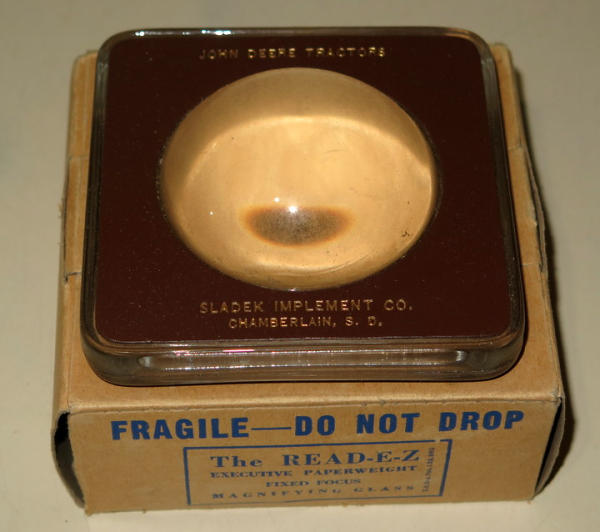 JOHN DEERE TRACTORS
SLADEK IMPLEMENT CO.
CHAMBERLAIN, S. D.
FRAGILE—DO NOT DROP
The READ-E-Z
EXECUTIVE PAPERWEIGHT
FIXED FOCUS
MAGNIFYING GLASS